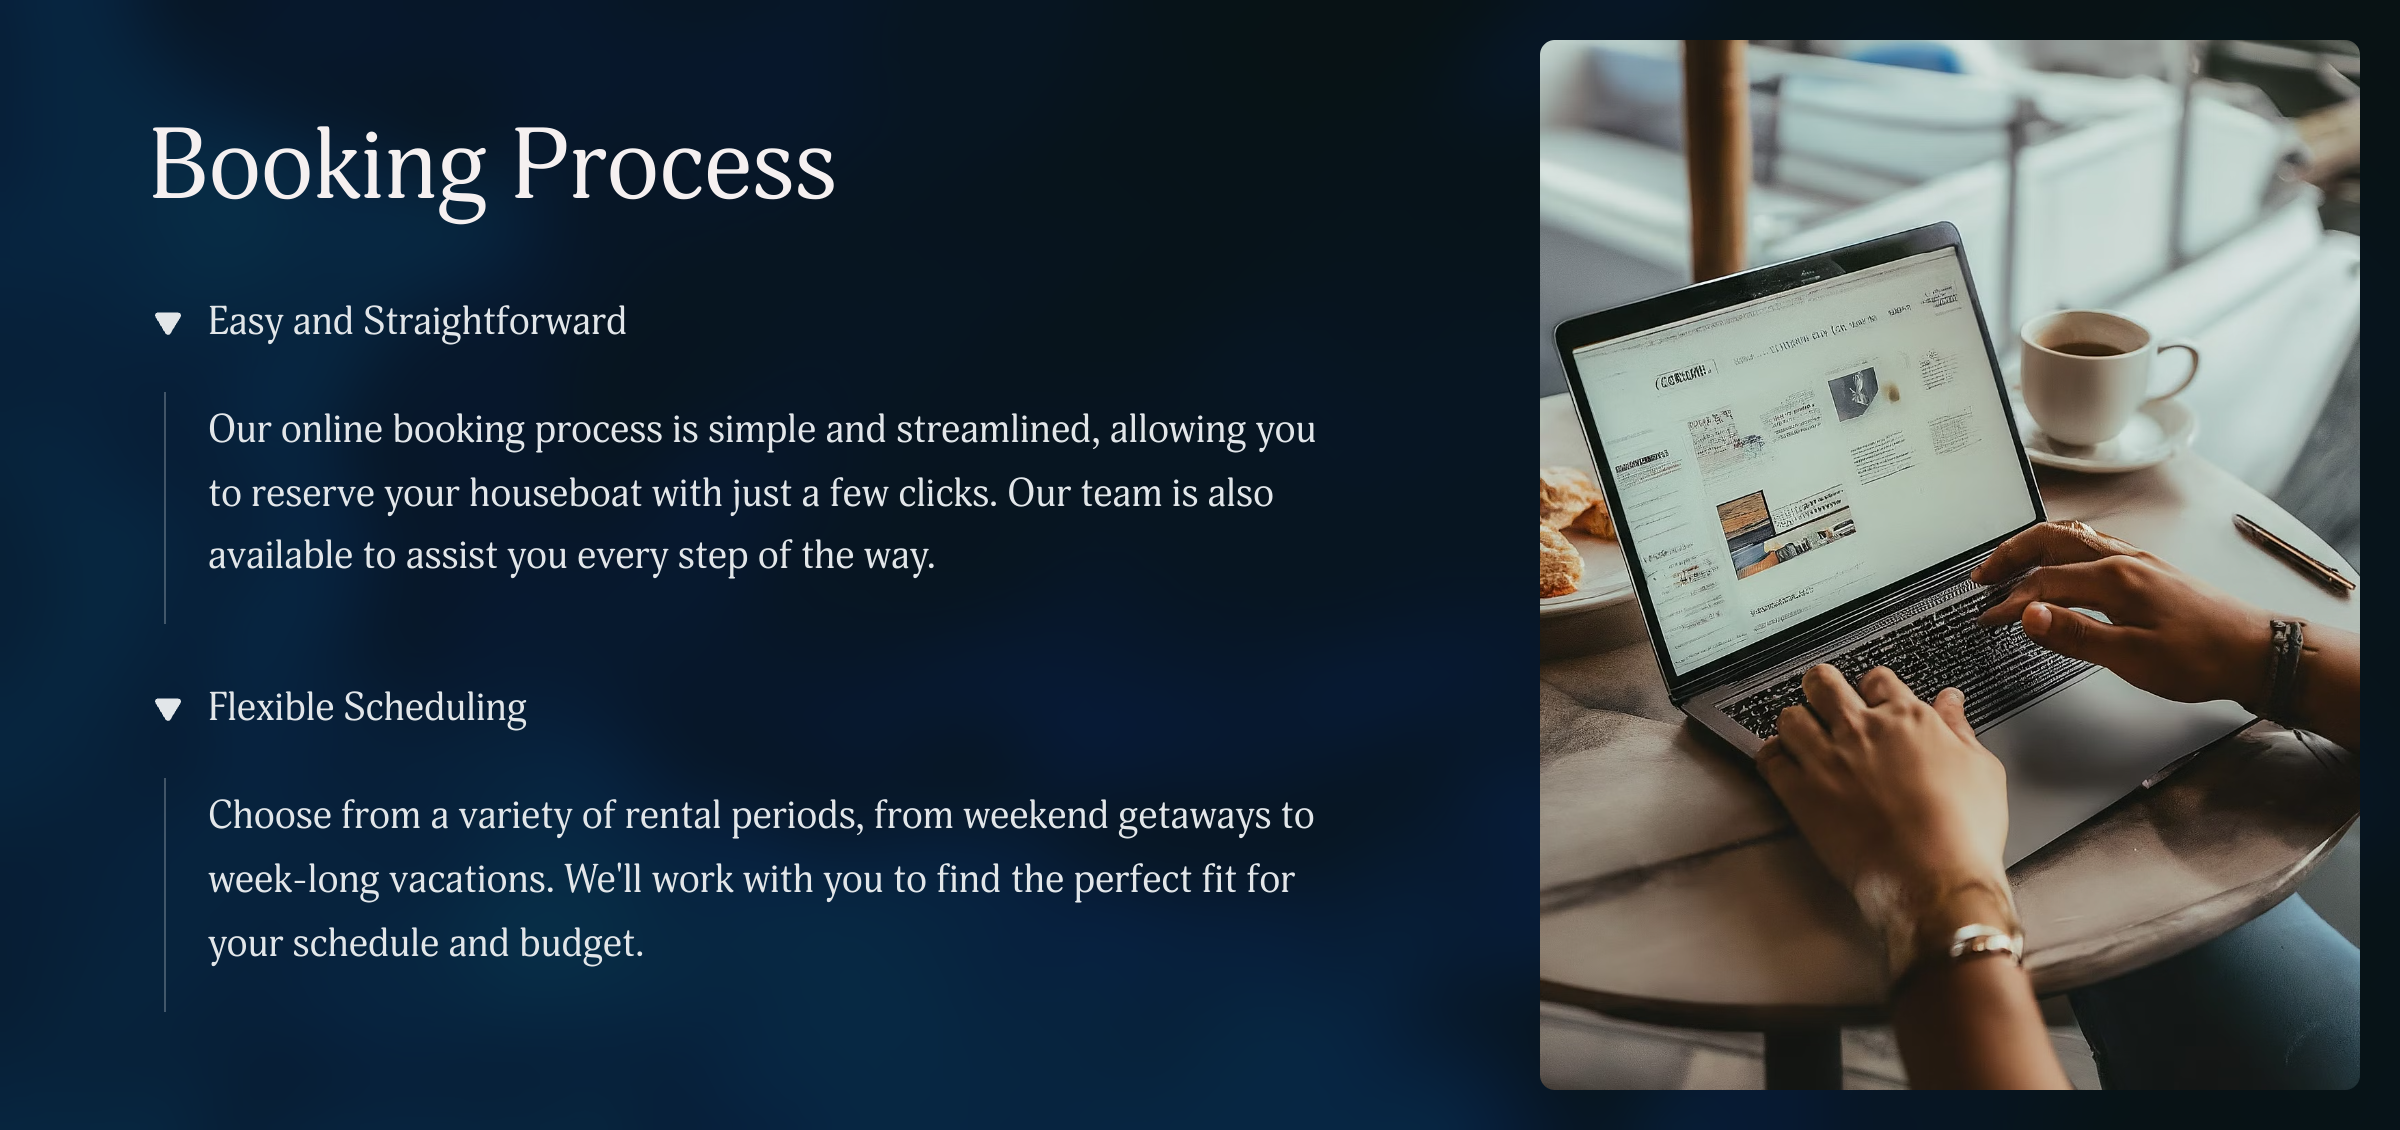 Booking Process
Easy and Straightforward
Our online booking process is simple and streamlined, allowing you
to reserve your houseboat with just a few clicks. Our team is also
available to assist you every step of the way.
Flexible Scheduling
Choose from a variety of rental periods, from weekend getaways to
week-long vacations. We'll work with you to find the perfect fit for
your schedule and budget.